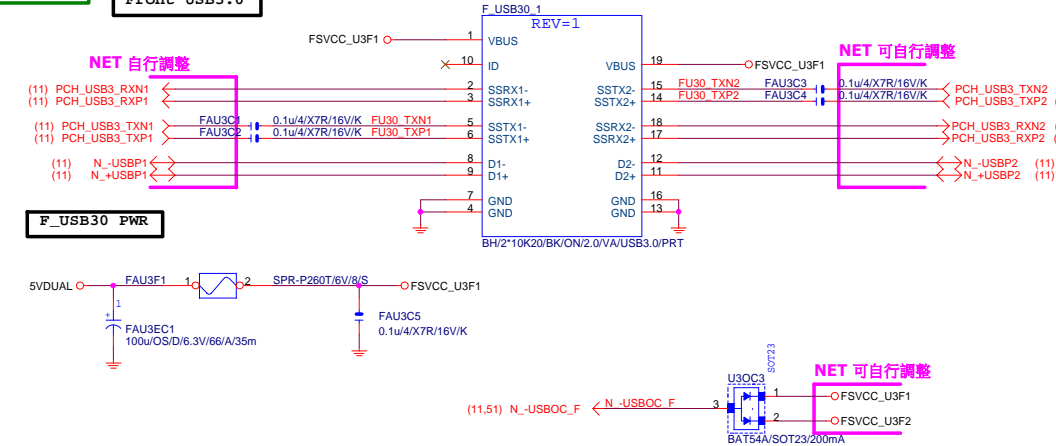 Front USB3.0
F_USB30_1
REV=1
FSVCC_U3F1
1
VBUS
10
ID
VBUS
19
FSVCC_U3F1
NET 自行調整
NET 可自行調整
(11) PCH_USB3_RXN1
2
SSRX1-
(11) PCH_USB3_RXP1
3
SSRX1+
SSTX2-
15
FU30_TXN2
FAU3C3
0.1u/4/X7R/16V/K
PCH_USB3_TXN2
SSTX2+
14
FU30_TXP2
FAU3C4
0.1u/4/X7R/16V/K
PCH_USB3_TXP2
(11) PCH_USB3_TXN1
FAU3C1
0.1u/4/X7R/16V/K
FU30_TXN1
5
SSTX1-
(11) PCH_USB3_TXP1
FAU3C2
0.1u/4/X7R/16V/K
FU30_TXP1
6
SSTX1+
SSRX2-
18
PCH_USB3_RXN2
SSRX2+
17
PCH_USB3_RXP2
(11) N_-USBP1
8
D1-
(11) N_+USBP1
9
D1+
D2-
12
N_-USBP2 (11)
D2+
11
N_+USBP2 (11)
7
GND
4
GND
GND
16
GND
13
BH/2*10K20/BK/ON/2.0/VA/USB3.0/PRT
F_USB30 PWR
5VDUAL
FAU3F1
1
2
SPR-P260T/6V/8/S
FSVCC_U3F1
1
+
FAU3EC1
100u/OS/D/6.3V/66/A/35m
FAU3C5
0.1u/4/X7R/16V/K
SOT23
NET 可自行調整
U3OC3
(11,51) N_-USBOC_F
N_-USBOC_F
3
1
FSVCC_U3F1
2
FSVCC_U3F2
BAT54A/SOT23/200mA